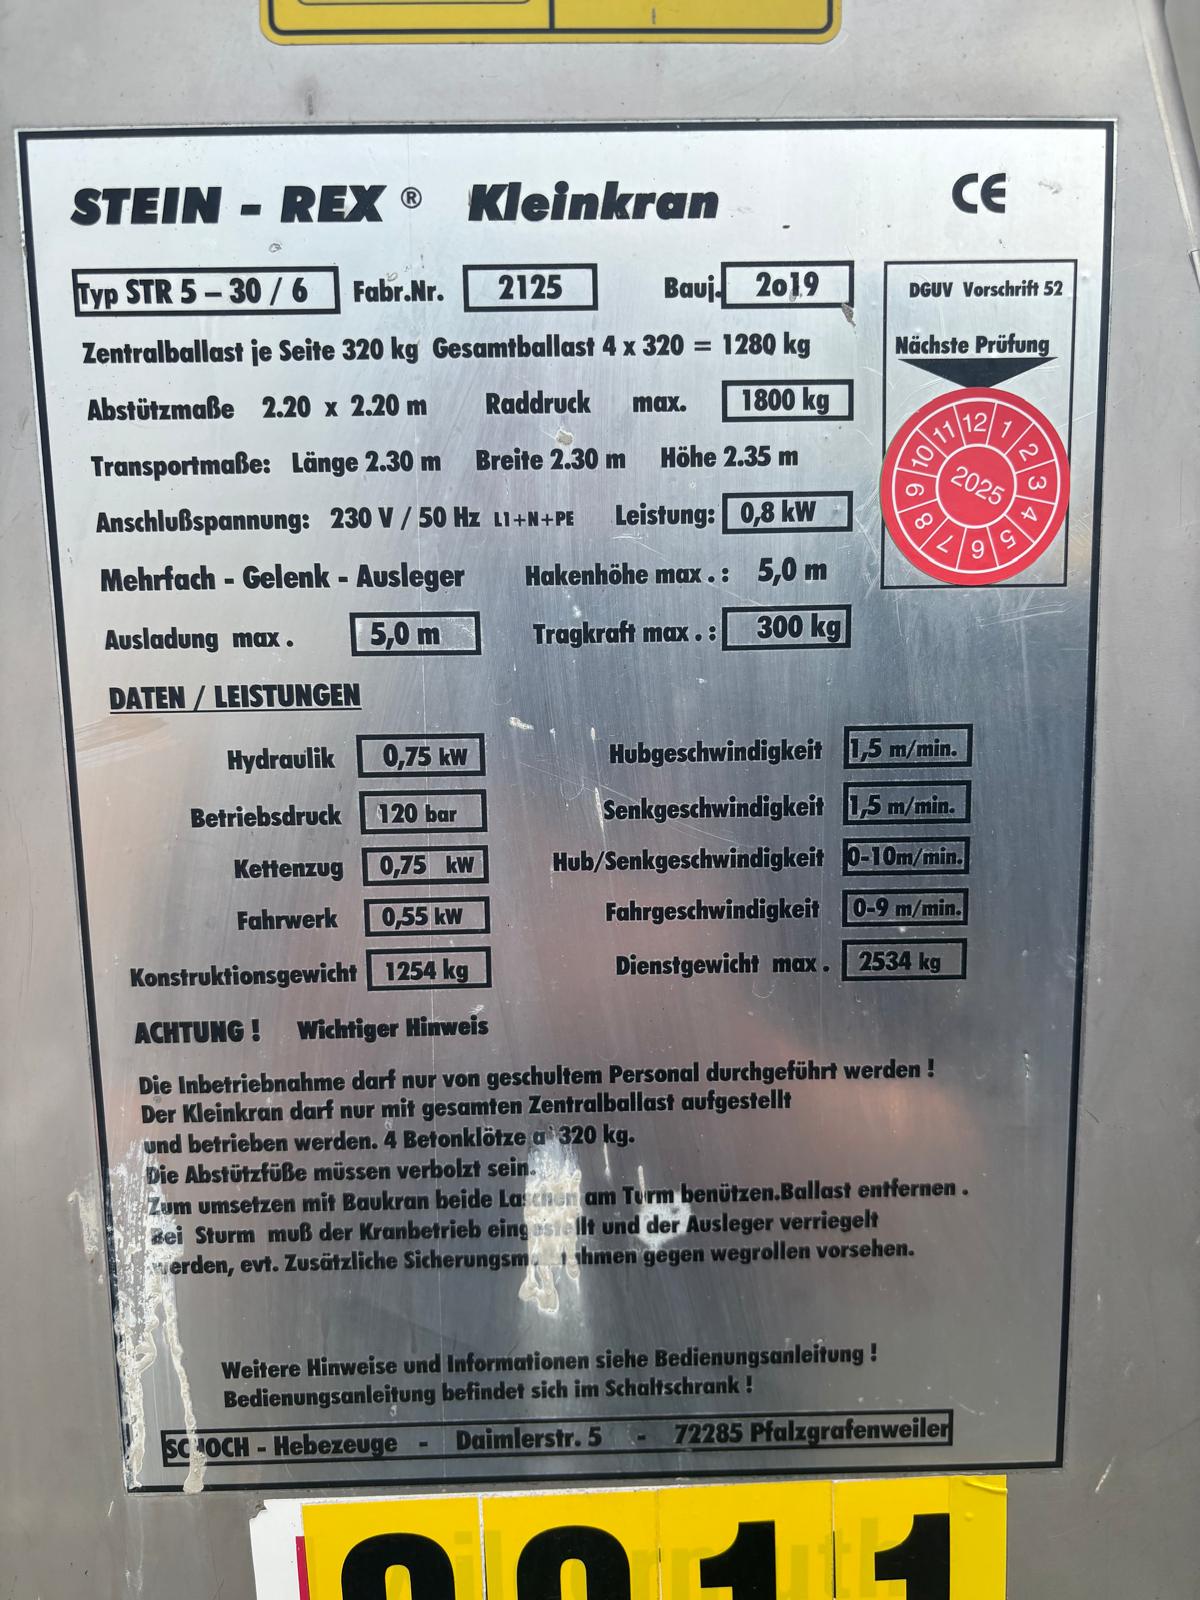 STEIN - REX ® Kleinkran CE
Typ STR 5 – 30 / 6 Fabr.Nr. 2125 Bauj. 2o19
DGUV Vorschrift 52
Nächste Prüfung
12 1 2 3 4 5 6 7 8 9 10 11
2025
Zentralballast je Seite 320 kg Gesamtballast 4 x 320 = 1280 kg
Abstützmaße 2.20 x 2.20 m Raddruck max. 1800 kg
Transportmaße: Länge 2.30 m Breite 2.30 m Höhe 2.35 m
Anschlußspannung: 230 V / 50 Hz L1+N+PE Leistung: 0,8 kW
Mehrfach - Gelenk - Ausleger Hakenhöhe max.: 5,0 m
Ausladung max. 5,0 m Tragkraft max.: 300 kg
DATEN / LEISTUNGEN
Hydraulik 0,75 kW Hubgeschwindigkeit 1,5 m/min.
Betriebsdruck 120 bar Senkgeschwindigkeit 1,5 m/min.
Kettenzug 0,75 kW Hub/Senkgeschwindigkeit 0-10m/min.
Fahrwerk 0,55 kW Fahrgeschwindigkeit 0-9 m/min.
Konstruktionsgewicht 1254 kg Dienstgewicht max. 2534 kg
ACHTUNG ! Wichtiger Hinweis
Die Inbetriebnahme darf nur von geschultem Personal durchgeführt werden !
Der Kleinkran darf nur mit gesamten Zentralballast aufgestellt
und betrieben werden. 4 Betonklötze a' 320 kg.
Die Abstützfüße müssen verbolzt sein.
Zum umsetzen mit Baukran beide Laschen am Turm benützen.Ballast entfernen .
Bei Sturm muß der Kranbetrieb eingestellt und der Ausleger verriegelt
werden, evt. Zusätzliche Sicherungsmaßnahmen gegen wegrollen vorsehen.
Weitere Hinweise und Informationen siehe Bedienungsanleitung !
Bedienungsanleitung befindet sich im Schaltschrank !
SCHOCH - Hebezeuge - Daimlerstr. 5 - 72285 Pfalzgrafenweiler